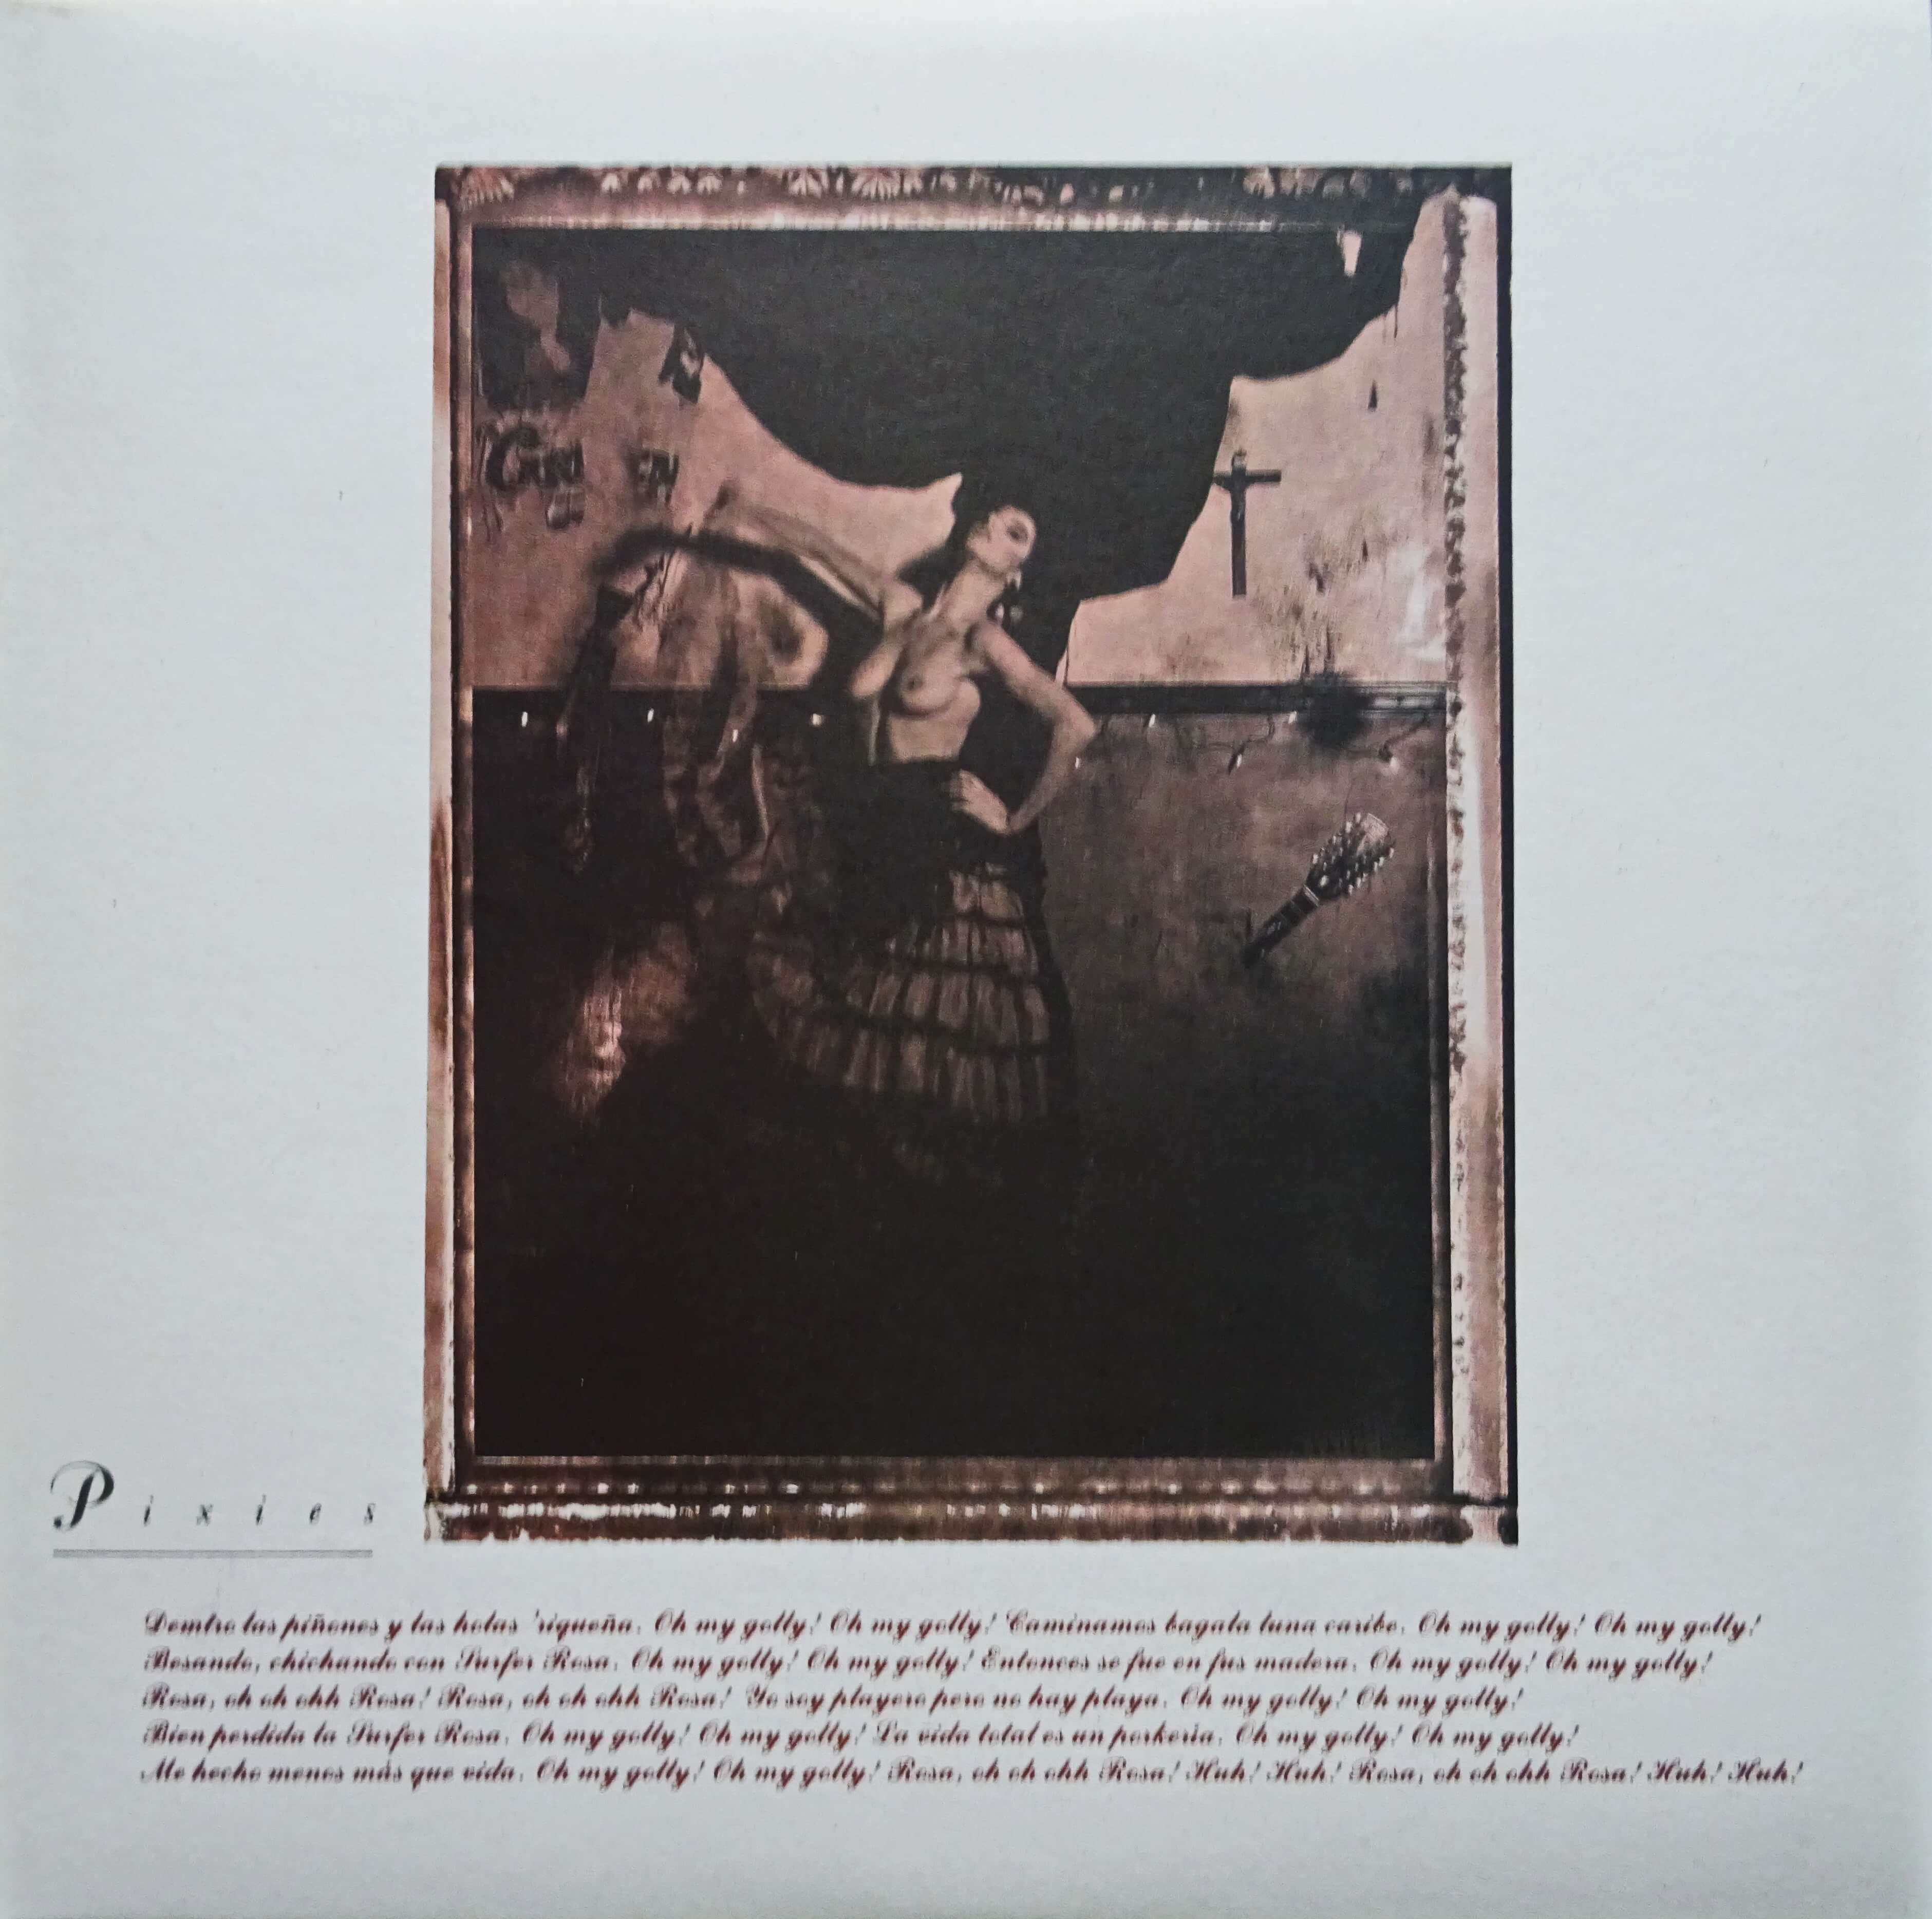 Casa EN
Pixies
Demtro las piñones y las holas 'riqueña. Oh my golly! Oh my golly! Caminamos bagala luna caribe. Oh my golly! Oh my golly!
Besando, chichando con Surfer Rosa. Oh my golly! Oh my golly! Entonces se fue en fus madera. Oh my golly! Oh my golly!
Rosa, oh oh ohh Rosa! Rosa, oh oh ohh Rosa! Yo soy playero pero no hay playa. Oh my golly! Oh my golly!
Bien perdida la Surfer Rosa. Oh my golly! Oh my golly! La vida total es un porkeria. Oh my golly! Oh my golly!
Me hecho menos más que vida. Oh my golly! Oh my golly! Rosa, oh oh ohh Rosa! Huh! Huh! Rosa, oh oh ohh Rosa! Huh! Huh!